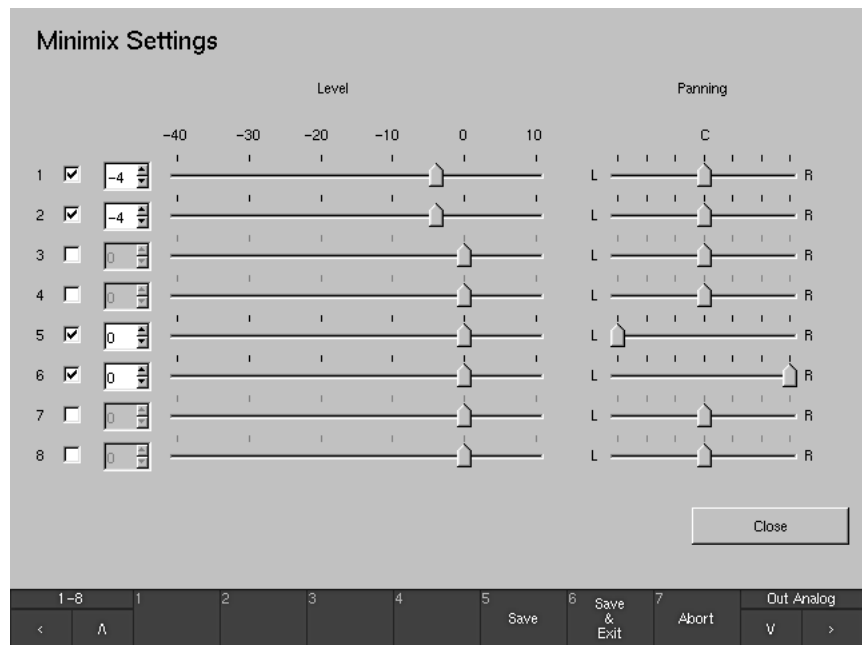 Minimix Settings
Level
Panning
-40 -30 -20 -10 0 10
C
1 -4 L R
2 -4 L R
3 0 L R
4 0 L R
5 0 L R
6 0 L R
7 0 L R
8 0 L R
Close
1-8 1 2 3 4 5 Save 6 Save & Exit 7 Abort Out Analog
< Λ V >